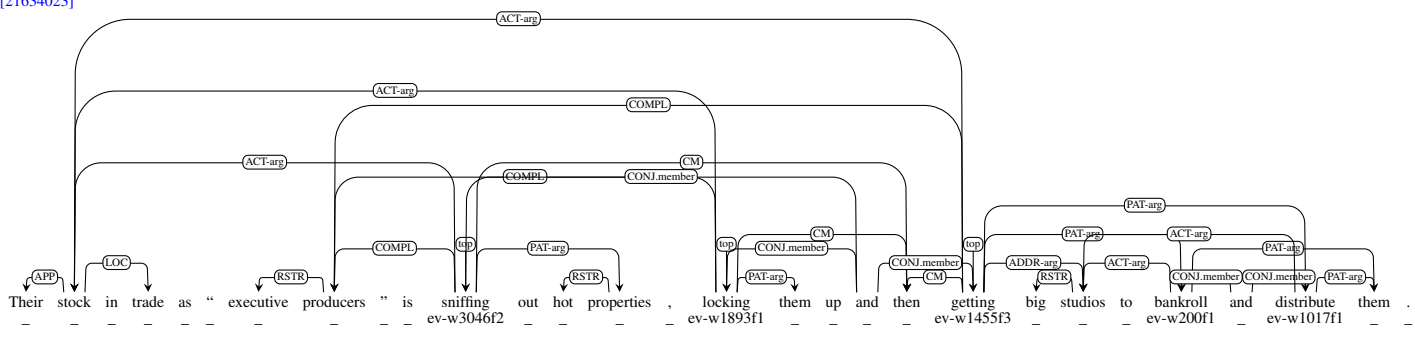 [21634023]
ACT-arg
ACT-arg
COMPL
ACT-arg CM
COMPL CONJ.member
PAT-arg
CM PAT-arg ACT-arg
COMPL top PAT-arg top CONJ.member top PAT-arg
LOC CONJ.member ADDR-arg ACT-arg
APP RSTR RSTR PAT-arg CM RSTR CONJ.member CONJ.member PAT-arg
Their stock in trade as “ executive producers ” is sniffing out hot properties , locking them up and then getting big studios to bankroll and distribute them .
_ _ _ _ _ _ _ _ _ _ ev-w3046f2 _ _ _ _ ev-w1893f1 _ _ _ _ ev-w1455f3 _ _ _ ev-w200f1 _ ev-w1017f1 _ _